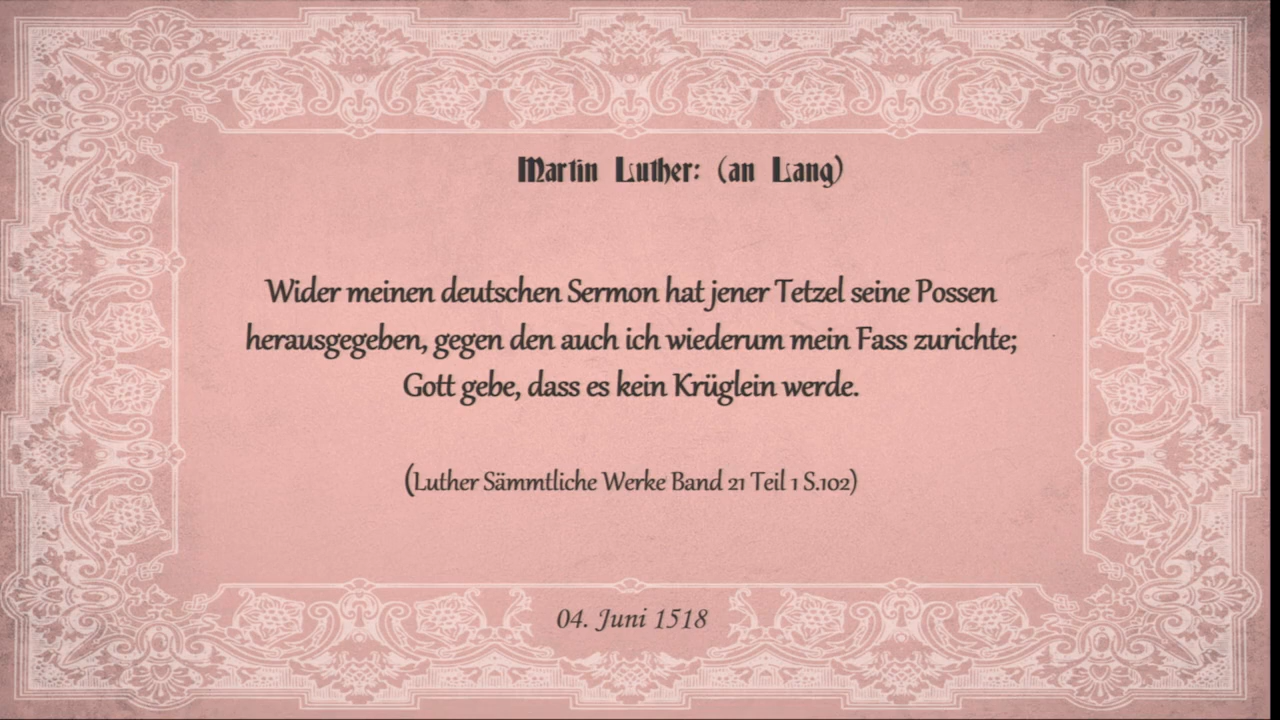 Martin Luther: (an Lang)
Wider meinen deutschen Sermon hat jener Tetzel seine Possen
herausgegeben, gegen den auch ich wiederum mein Fass zurichte;
Gott gebe, dass es kein Krüglein werde.
(Luther Sämmtliche Werke Band 21 Teil 1 S.102)
04. Juni 1518